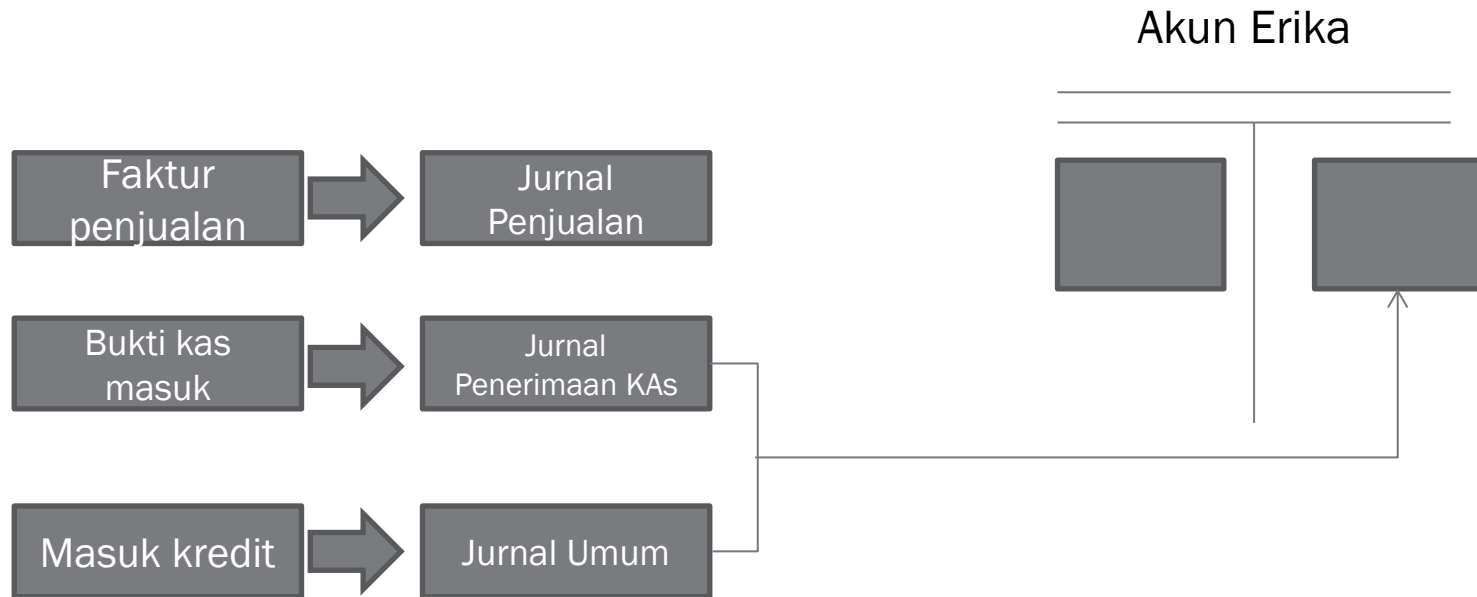 Akun Erika
Faktur
penjualan
Jurnal
Penjualan
Bukti kas
masuk
Jurnal
Penerimaan KAs
Masuk kredit
Jurnal Umum